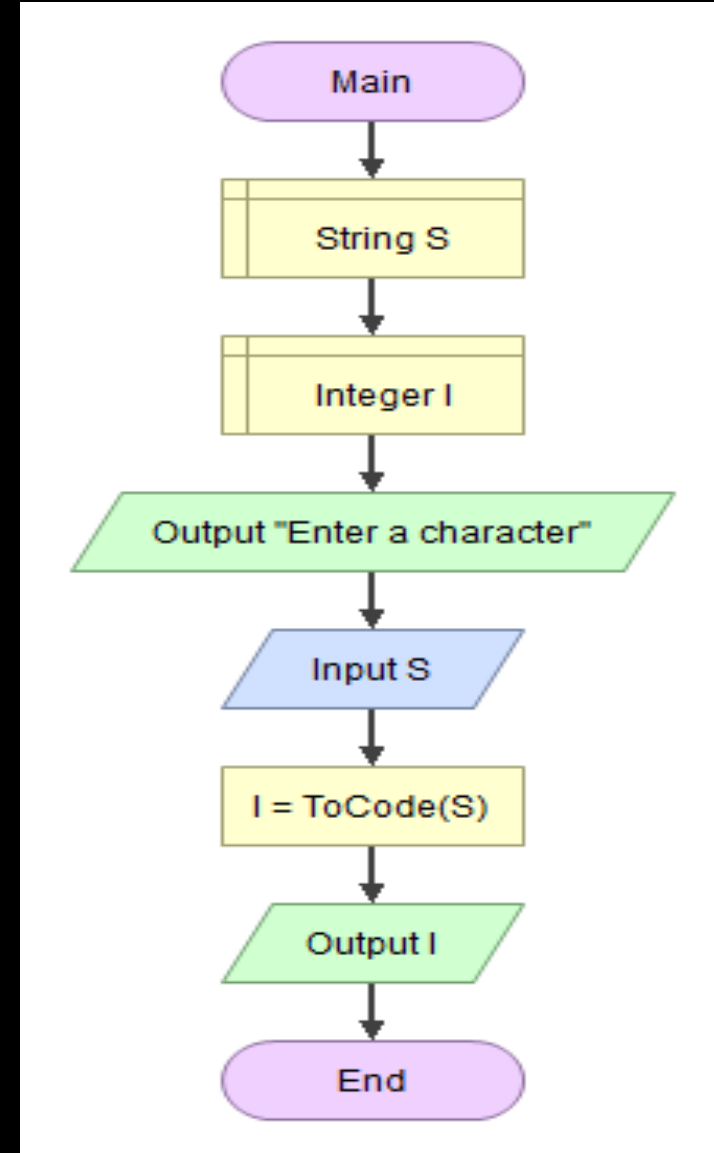 Main
String S
Integer I
Output "Enter a character"
Input S
I = ToCode(S)
Output I
End